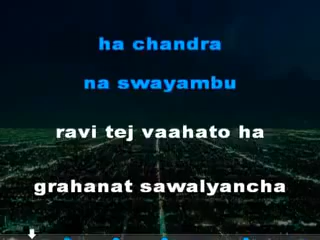 ha chandra
na swayambu
ravi tej vaahato ha
grahanat sawalyancha